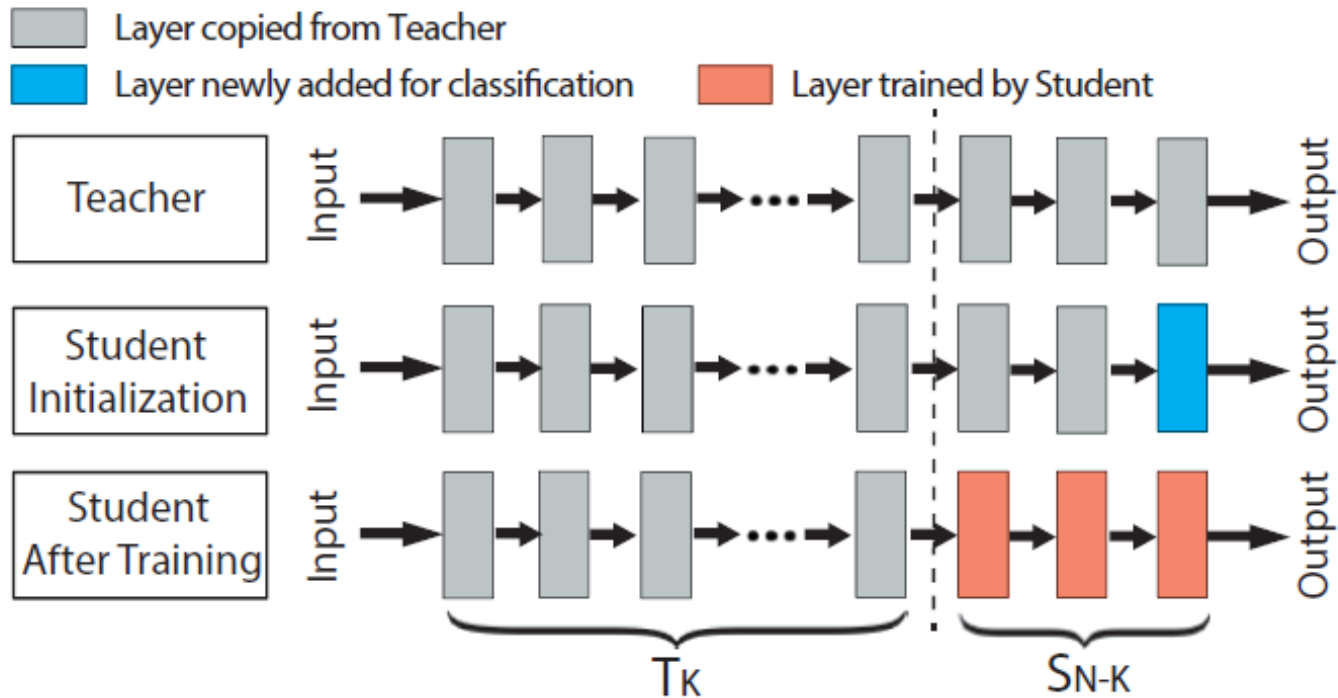 Layer copied from Teacher
Layer newly added for classification
Layer trained by Student
Teacher
Input
Output
Student
Initialization
Input
Output
Student
After Training
Input
Output
TK
SN-K